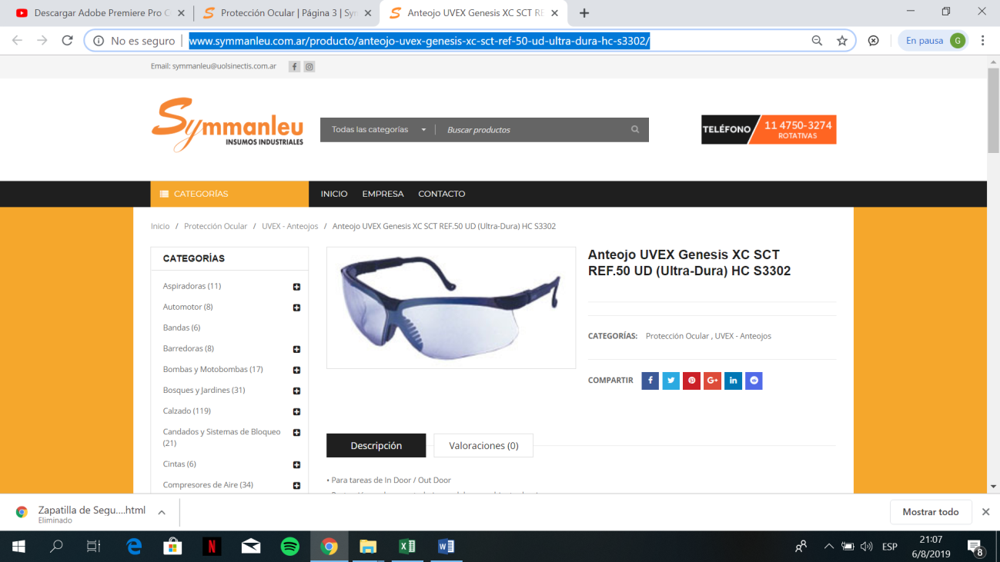 Descargar Adobe Premiere Pro C
Protección Ocular | Página 3 | Sym
Anteojo UVEX Genesis XC SCT RE
No es seguro
www.symmanleu.com.ar/producto/anteojo-uvex-genesis-xc-sct-ref-50-ud-ultra-dura-hc-s3302/
En pausa
G
Email: symmanleu@uolsinectis.com.ar
Symmanleu
INSUMOS INDUSTRIALES
Todas las categorías
Buscar productos
TELÉFONO
11 4750-3274
ROTATIVAS
CATEGORÍAS
INICIO
EMPRESA
CONTACTO
Inicio / Protección Ocular / UVEX - Anteojos / Anteojo UVEX Genesis XC SCT REF.50 UD (Ultra-Dura) HC S3302
CATEGORÍAS
Aspiradoras (11)
Automotor (8)
Bandas (6)
Barredoras (8)
Bombas y Motobombas (17)
Bosques y Jardines (31)
Calzado (119)
Candados y Sistemas de Bloqueo
(21)
Cintas (6)
Compresores de Aire (34)
Anteojo UVEX Genesis XC SCT
REF.50 UD (Ultra-Dura) HC S3302
CATEGORÍAS: Protección Ocular , UVEX - Anteojos
COMPARTIR
Descripción
Valoraciones (0)
• Para tareas de In Door / Out Door
Zapatilla de Segu....html
Eliminado
Mostrar todo
ESP
21:07
6/8/2019
8